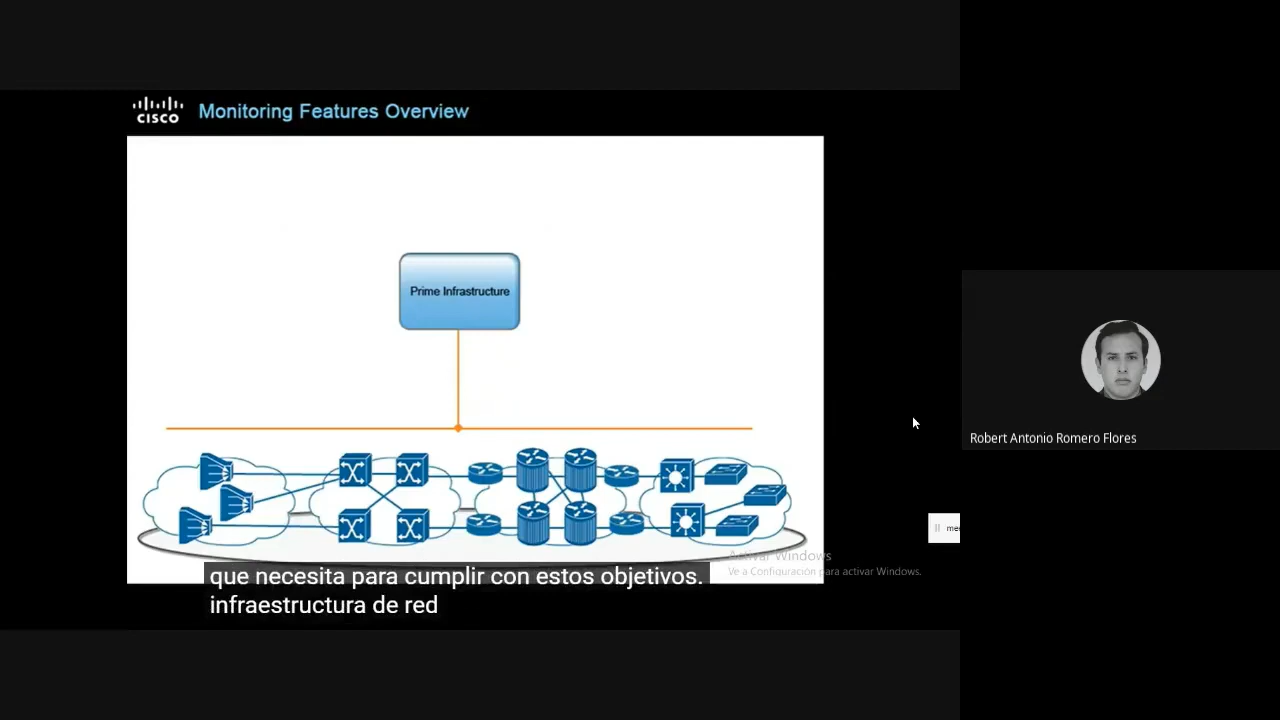 CISCO
Monitoring Features Overview
Prime Infrastructure
Robert Antonio Romero Flores
Activar Windows
Ve a Configuración para activar Windows.
que necesita para cumplir con estos objetivos.
infraestructura de red